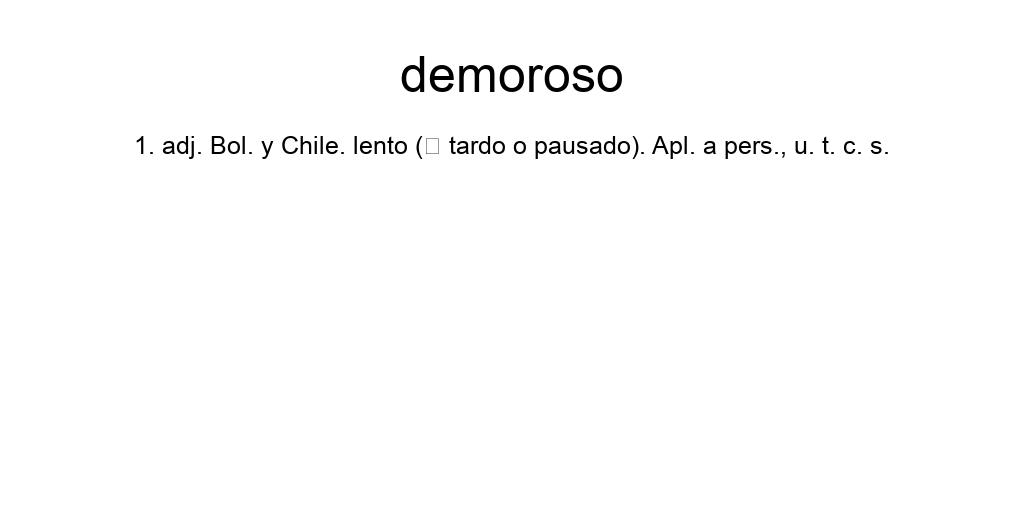 demoroso
1. adj. Bol. y Chile. lento (□ tardo o pausado). Apl. a pers., u. t. c. s.